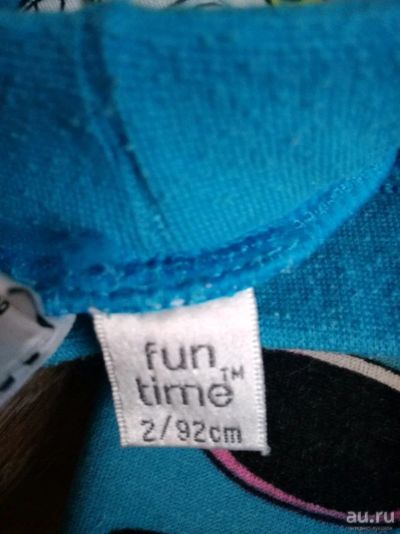 fun
time™
2/92cm
au.ru